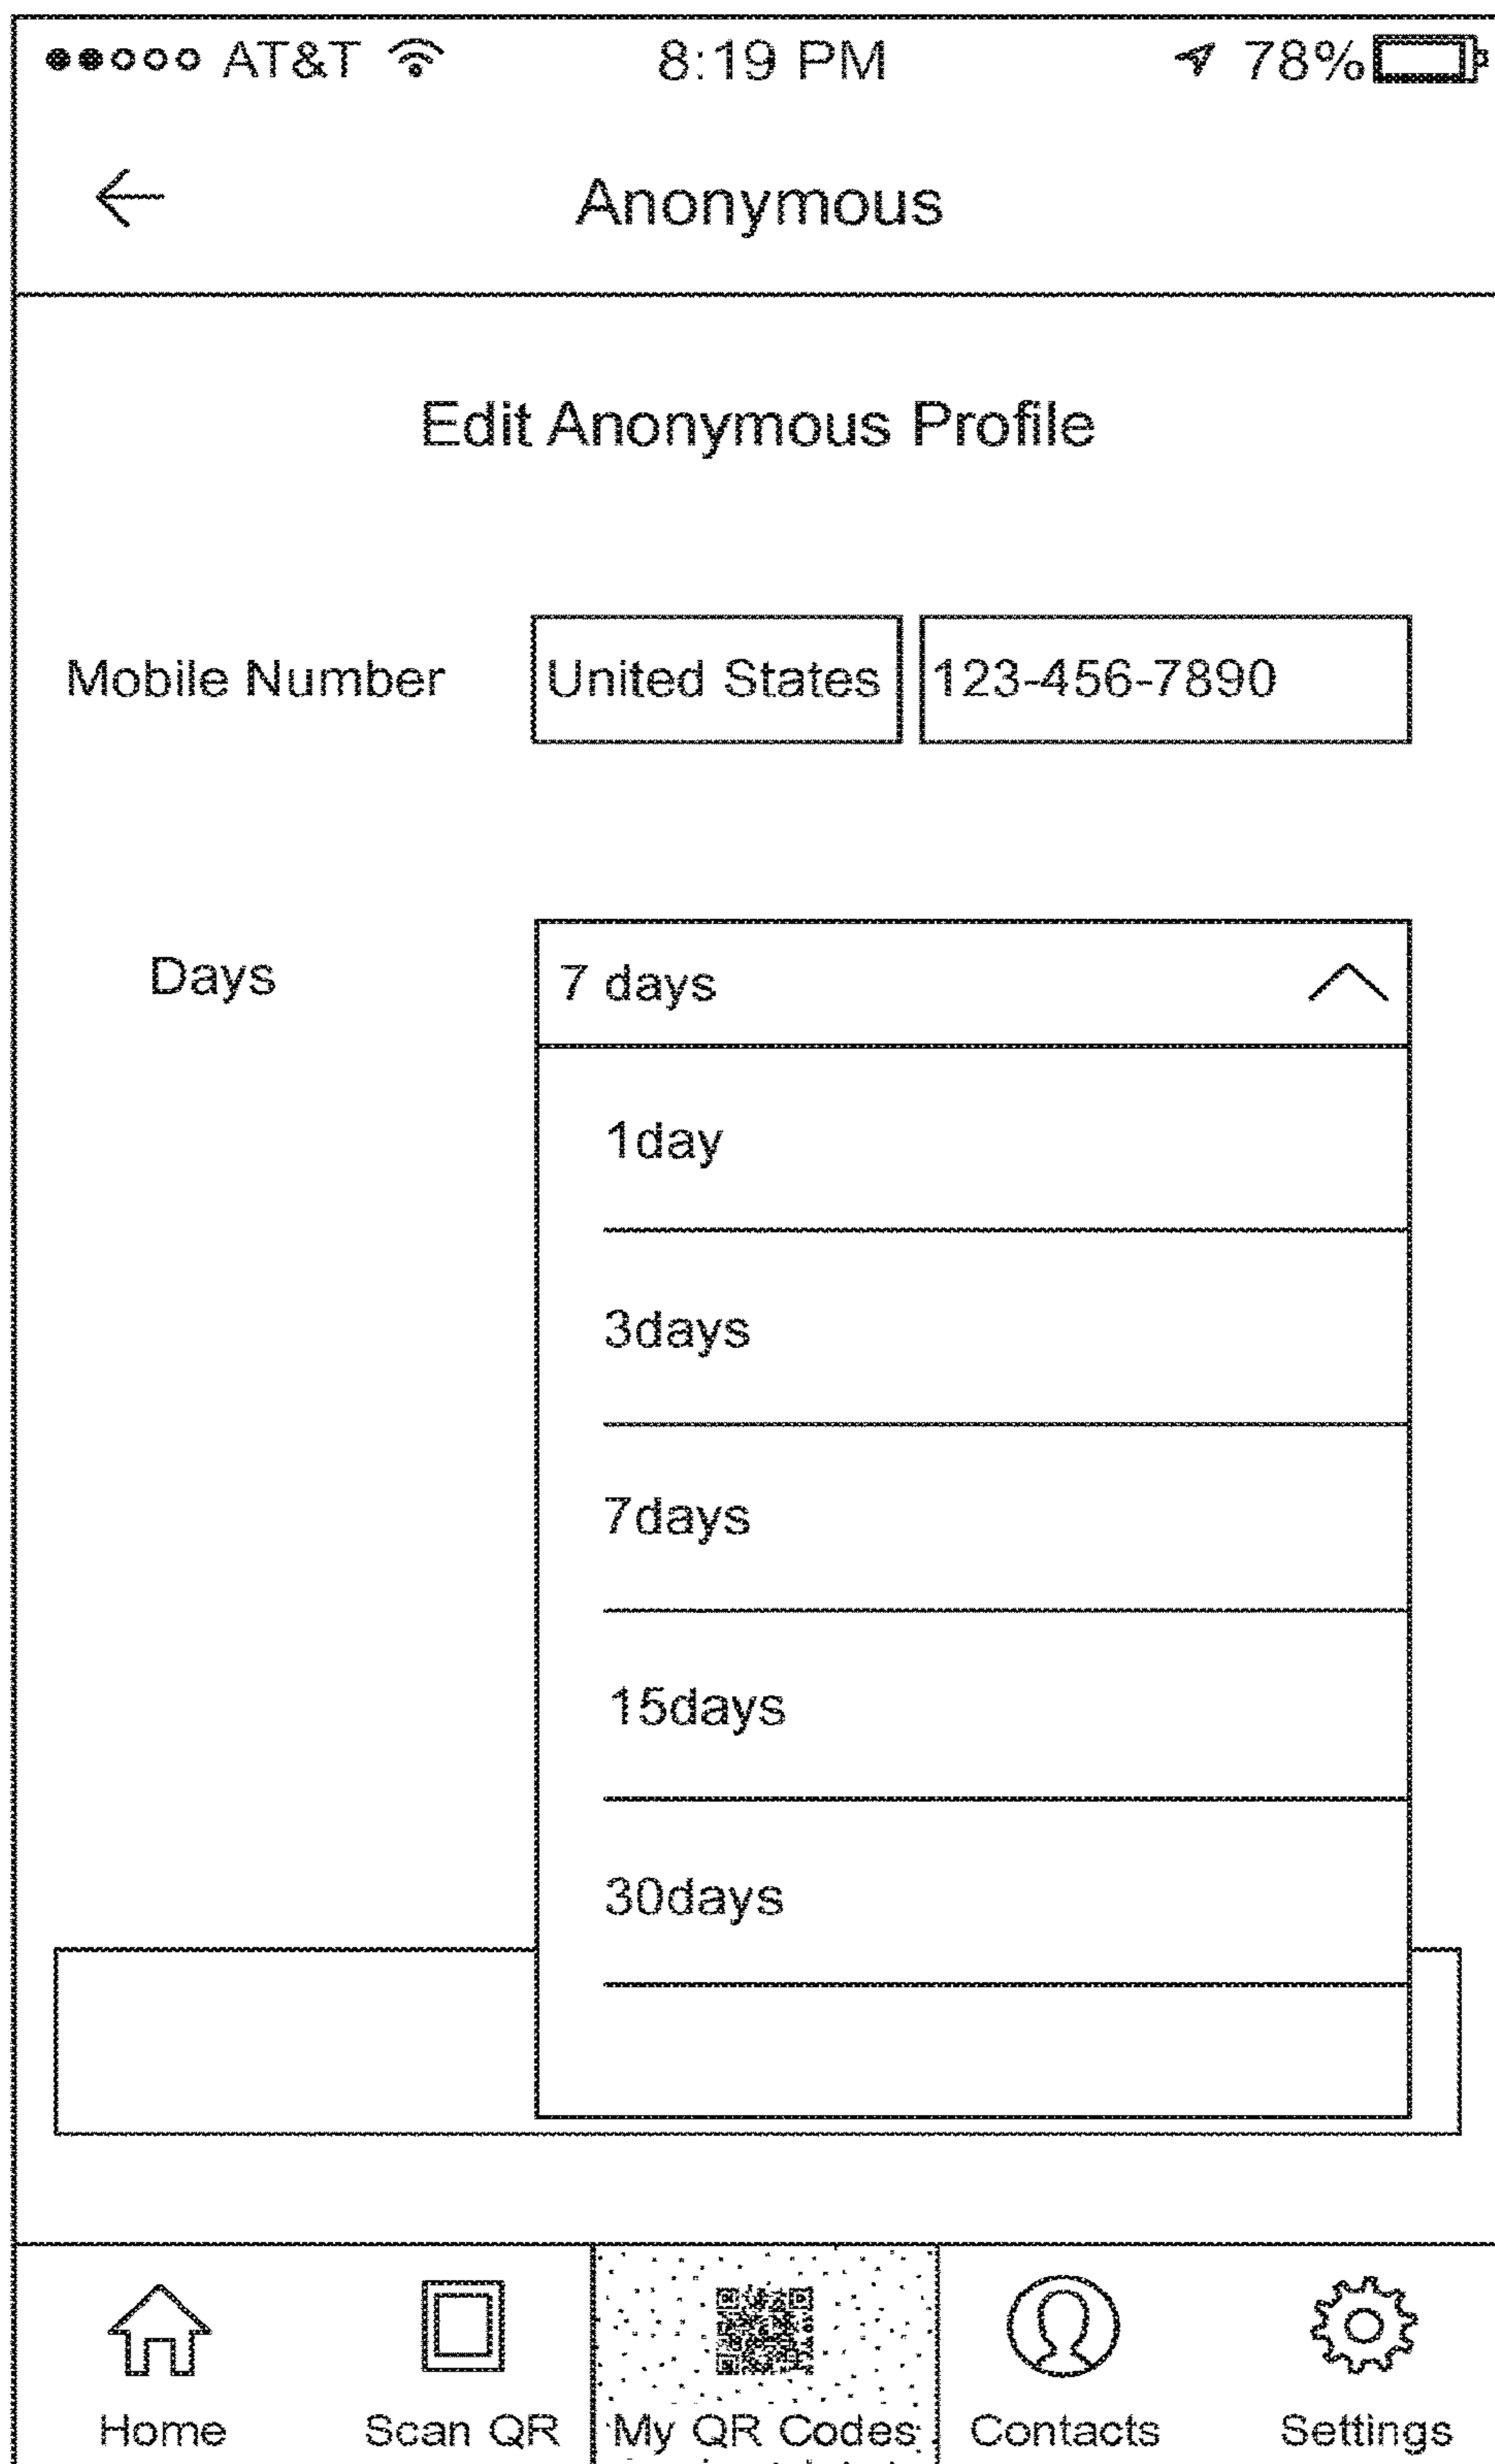 AT&T 8:19 PM 78%
Anonymous
Edit Anonymous Profile
Mobile Number United States 123-456-7890
Days 7 days
1day
3days
7days
15days
30days
Home Scan QR My QR Codes Contacts Settings